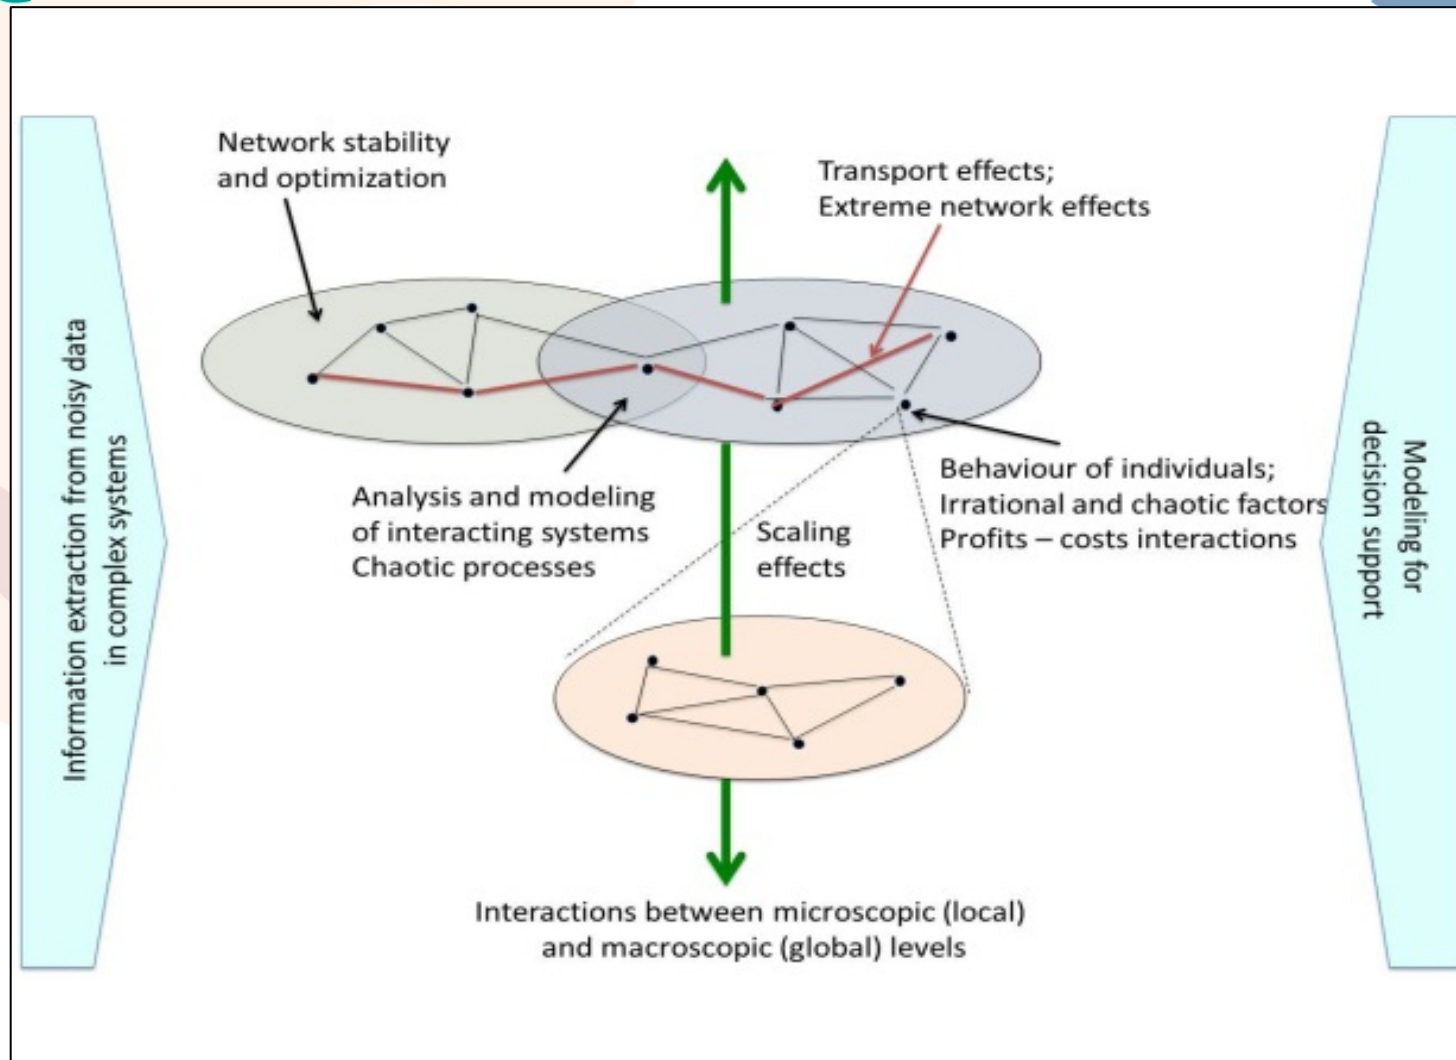 Network stability
and optimization
Transport effects;
Extreme network effects
Information extraction from noisy data
in complex systems
Modeling for
decision support
Analysis and modeling
of interacting systems
Chaotic processes
Scaling
effects
Behaviour of individuals;
Irrational and chaotic factors
Profits – costs interactions
Interactions between microscopic (local)
and macroscopic (global) levels